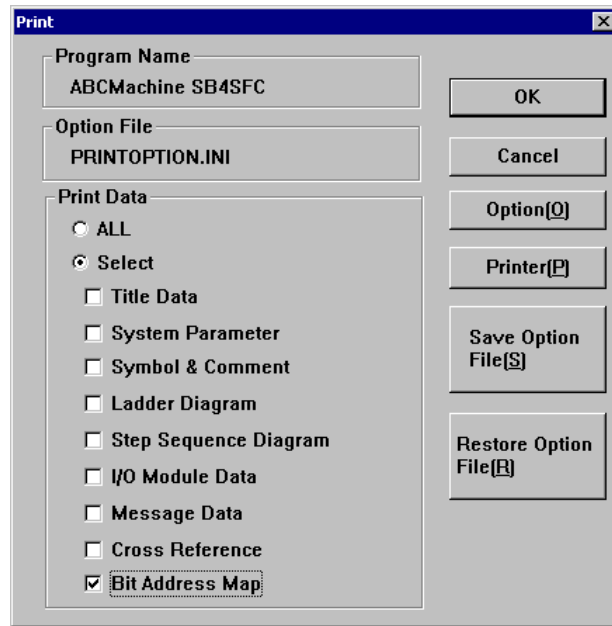 Print
Program Name
ABCMachine SB4SFC
Option File
PRINTOPTION.INI
Print Data
ALL
Select
Title Data
System Parameter
Symbol & Comment
Ladder Diagram
Step Sequence Diagram
I/O Module Data
Message Data
Cross Reference
Bit Address Map
OK
Cancel
Option(O)
Printer(P)
Save Option
File(S)
Restore Option
File(R)